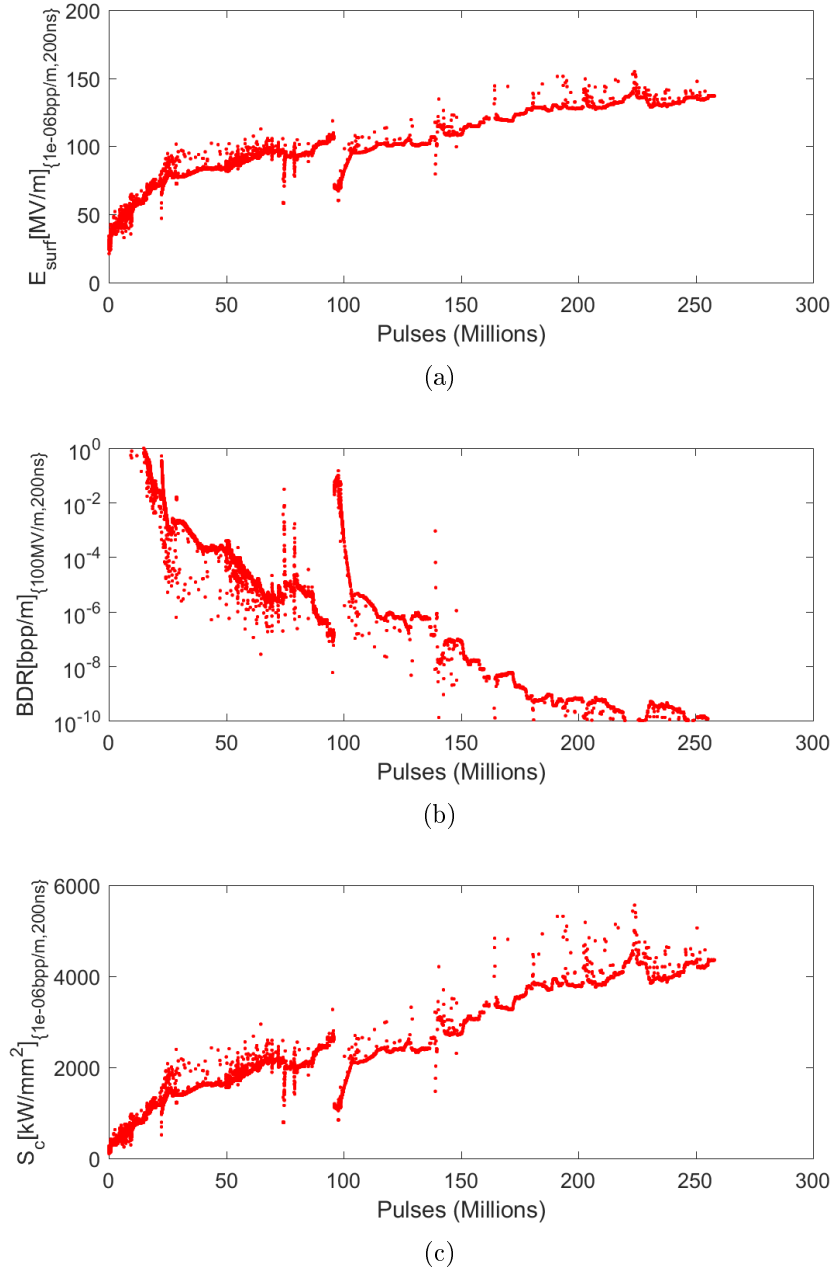 200
150
100
50
0
E_surf[MV/m]_{1e-06bpp/m,200ns}
0 50 100 150 200 250 300
Pulses (Millions)
(a)
10^0
10^-2
10^-4
10^-6
10^-8
10^-10
BDR[bpp/m]_{100MV/m,200ns}
0 50 100 150 200 250 300
Pulses (Millions)
(b)
6000
4000
2000
0
S_c[kW/mm^2]_{1e-06bpp/m,200ns}
0 50 100 150 200 250 300
Pulses (Millions)
(c)